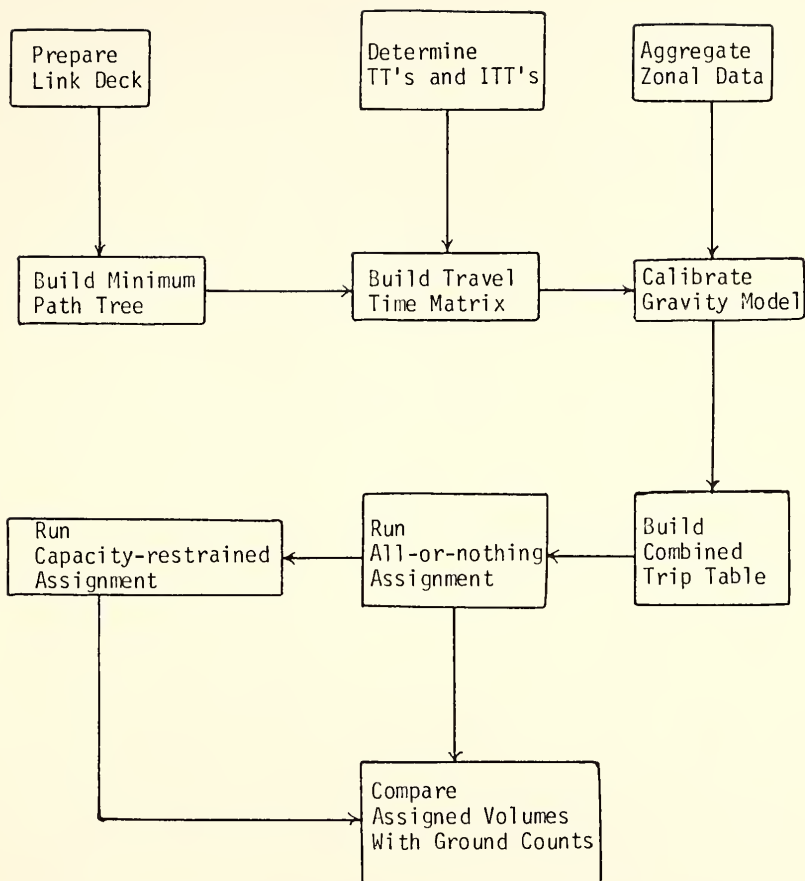 Prepare
Link Deck
Determine
TT's and ITT's
Aggregate
Zonal Data
Build Minimum
Path Tree
Build Travel
Time Matrix
Calibrate
Gravity Model
Run
Capacity-restrained
Assignment
Run
All-or-nothing
Assignment
Build
Combined
Trip Table
Compare
Assigned Volumes
With Ground Counts